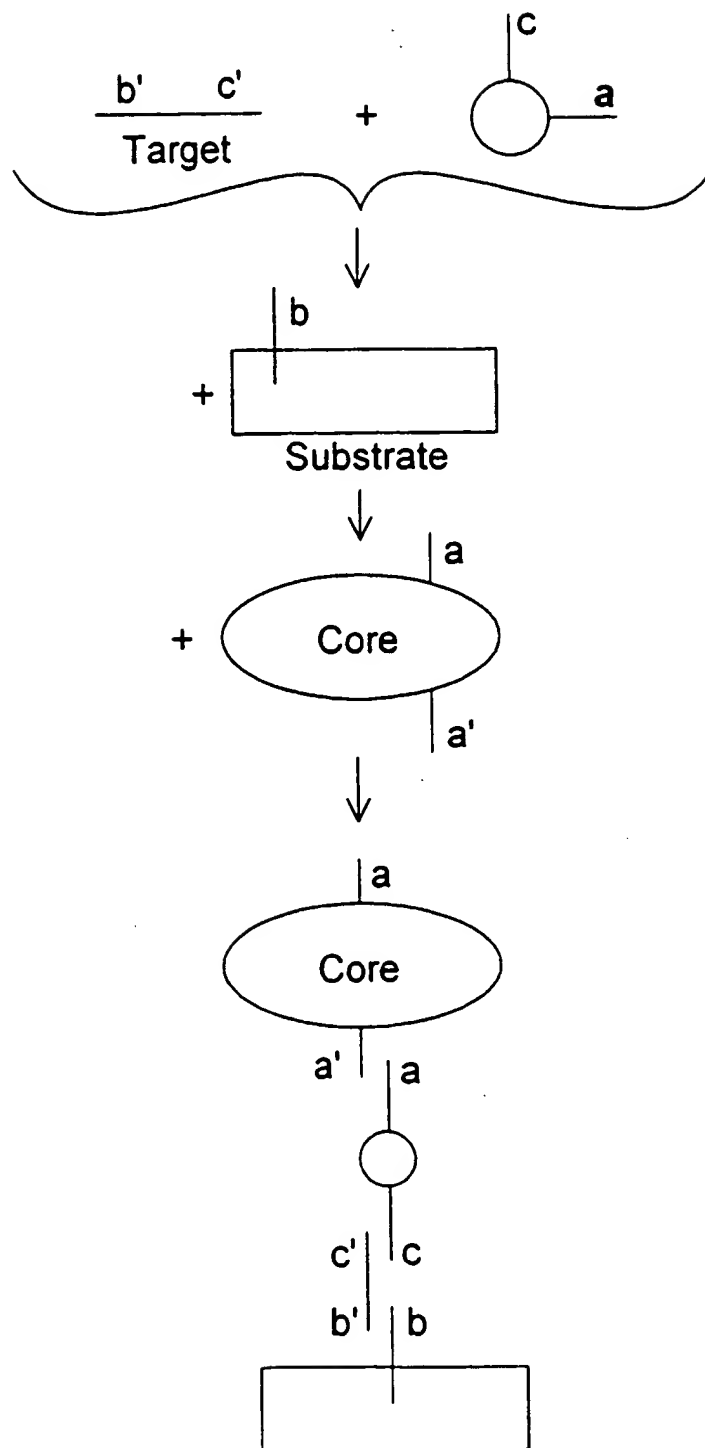 c
b' c' + a
Target
b
+
Substrate
a
+ Core
a'
a
Core
a' a
c' c
b' b